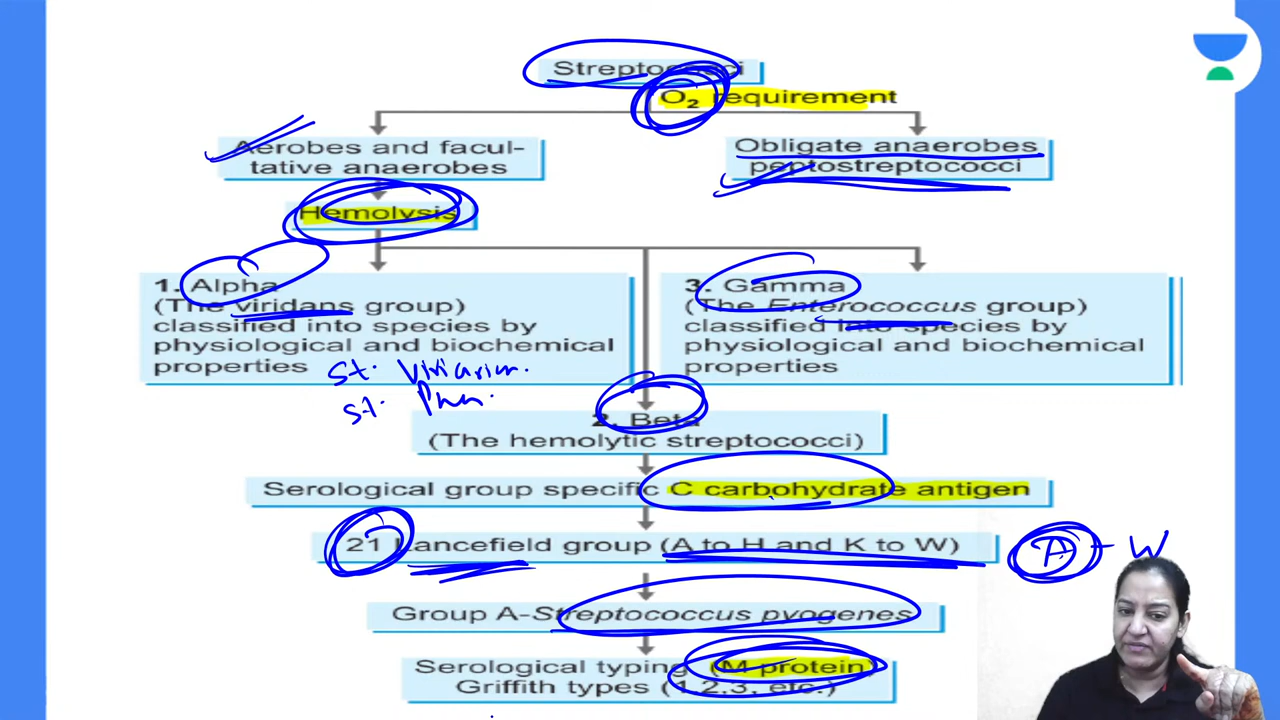 Streptococci
O₂ requirement
Aerobes and facul-
tative anaerobes
Obligate anaerobes
peptostreptococci
Hemolysis
1. Alpha
(The viridans group)
classified into species by
physiological and biochemical
properties
3. Gamma
(The Enterococcus group)
classified into species by
physiological and biochemical
properties
St.
St.
2. Beta
(The hemolytic streptococci)
Serological group specific C carbohydrate antigen
21 Lancefield group (A to H and K to W)
A - W
Group A-Streptococcus pyogenes
Serological typing (M protein)
Griffith types (1,2,3, etc.)